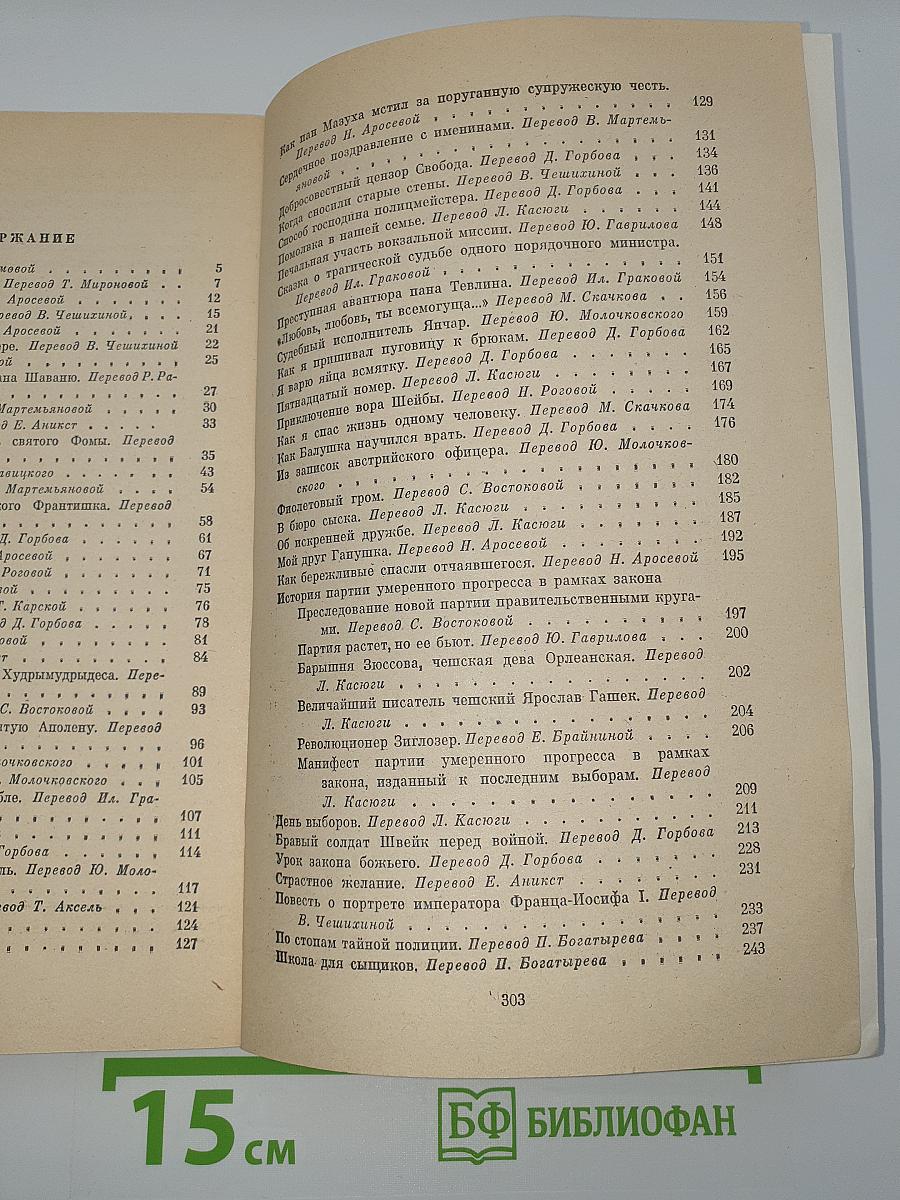 РЖАНИЕ
мовой . . . . . . . . . 5
Перевод Т. Мироновой . . 7
Аросевой . . . . . . . 12
ревод В. Чешихиной. . . . 15
Аросевой . . . . . . . 21
ре. Перевод В. Чешихиной 22
ой . . . . . . . . . . 25
ана Шаваню. Перевод Р. Ра-
. . . . . . . . . . . 27
Мартемьяновой . . . . . 30
од Е. Аникст . . . . . 33
святого Фомы. Перевод
. . . . . . . . . . . 35
авицкого . . . . . . . 43
Мартемьяновой . . . . 54
кого Франтишка. Перевод
. . . . . . . . . . . 58
Д. Горбова . . . . . . 61
Аросевой . . . . . . . 67
Роговой . . . . . . . 71
вой . . . . . . . . . 75
Т. Карской . . . . . . 76
од Д. Горбова . . . . . 78
овой . . . . . . . . . 81
ст . . . . . . . . . . 84
Худрымудрыдеса. Пере-
. . . . . . . . . . . 89
С. Востоковой . . . . . 93
ятую Аполену. Перевод
. . . . . . . . . . . 96
лочковского . . . . . . 101
. Молочковского . . . 105
бле. Перевод Ил. Гра-
. . . . . . . . . . . 107
. . . . . . . . . . . 111
Горбова . . . . . . . 114
ль. Перевод Ю. Моло-
. . . . . . . . . . . 117
вод Т. Аксель . . . 121
. . . . . . . . . . . 124
. . . . . . . . . . . 127
Как пан Мазуха мстил за поруганную супружескую честь.
Перевод Н. Аросевой . . . . . . . . . . 129
Сердечное поздравление с именинами. Перевод В. Мартемь-
яновой . . . . . . . . . . . . . . . 131
Добросовестный цензор Свобода. Перевод Д. Горбова . . . 134
Когда сносили старые стены. Перевод В. Чешихиной . . . 136
Способ господина полицмейстера. Перевод Д. Горбова . . . 141
Помолвка в нашей семье. Перевод Л. Касюги . . . . . . 144
Печальная участь вокзальной миссии. Перевод Ю. Гаврилова 148
Сказка о трагической судьбе одного порядочного министра.
Перевод Ил. Граковой . . . . . . . . . . 151
Преступная авантюра пана Тевлина. Перевод Ил. Граковой 154
«Любовь, любовь, ты всемогуща...» Перевод М. Скачкова . . 156
Судебный исполнитель Янчар. Перевод Ю. Молочковского 159
Как я пришивал пуговицу к брюкам. Перевод Д. Горбова 162
Я варю яйца всмятку. Перевод Д. Горбова . . . . . . . 165
Пятнадцатый номер. Перевод Л. Касюги . . . . . . . 167
Приключение вора Шейбы. Перевод Н. Роговой . . . . . 169
Как я спас жизнь одному человеку. Перевод М. Скачкова 174
Как Балушка научился врать. Перевод Д. Горбова . . . . 176
Из записок австрийского офицера. Перевод Ю. Молочков-
ского . . . . . . . . . . . . . . . . 180
Фиолетовый гром. Перевод С. Востоковой . . . . . . 182
В бюро сыска. Перевод Л. Касюги . . . . . . . . . 185
Об искренней дружбе. Перевод Л. Касюги . . . . . . . 187
Мой друг Ганушка. Перевод Н. Аросевой . . . . . . . 192
Как бережливые спасли отчаявшегося. Перевод Н. Аросевой 195
История партии умеренного прогресса в рамках закона
Преследование новой партии правительственными круга-
ми. Перевод С. Востоковой . . . . . . . . . 197
Партия растет, но ее бьют. Перевод Ю. Гаврилова . . . 200
Барышня Зюссова, чешская дева Орлеанская. Перевод
Л. Касюги . . . . . . . . . . . . . . 202
Величайший писатель чешский Ярослав Гашек. Перевод
Л. Касюги . . . . . . . . . . . . . . 204
Революционер Зиглозер. Перевод Е. Брайниной . . . . 206
Манифест партии умеренного прогресса в рамках
закона, изданный к последним выборам. Перевод
Л. Касюги . . . . . . . . . . . . . . 209
День выборов. Перевод Л. Касюги . . . . . . . . . 211
Бравый солдат Швейк перед войной. Перевод Д. Горбова 213
Урок закона божьего. Перевод Д. Горбова . . . . . . 228
Страстное желание. Перевод Е. Аникст . . . . . . . 231
Повесть о портрете императора Франца-Иосифа I. Перевод
В. Чешихиной . . . . . . . . . . . . . 233
По стопам тайной полиции. Перевод П. Богатырева . . . . 237
Школа для сыщиков. Перевод П. Богатырева . . . . . . 243
303
15 см
БФ БИБЛИОФАН